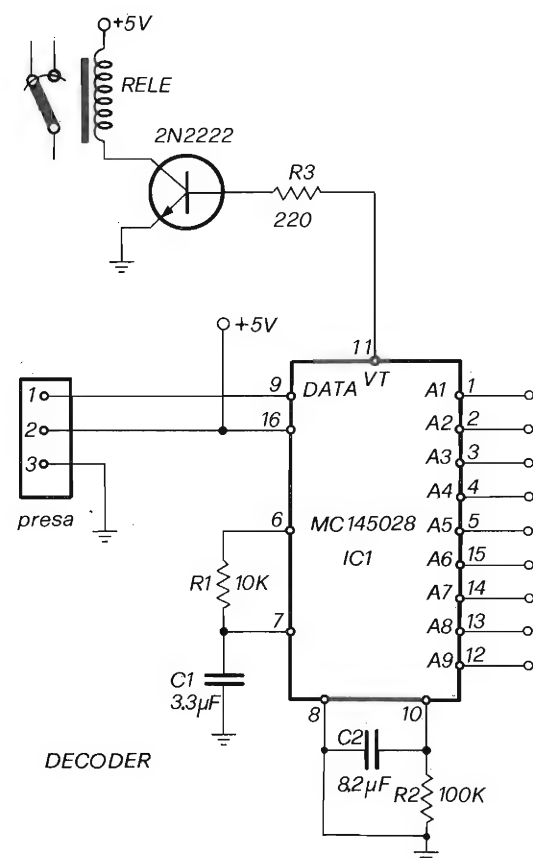 +5V
RELE
2N2222
R3
220
+5V
11
VT
1
2
3
presa
9
DATA
16
6
MC145028
IC1
7
R1
10K
C1
3.3µF
A1
1
A2
2
A3
3
A4
4
A5
5
A6
15
A7
14
A8
13
A9
12
8
10
C2
8.2µF
R2
100K
DECODER